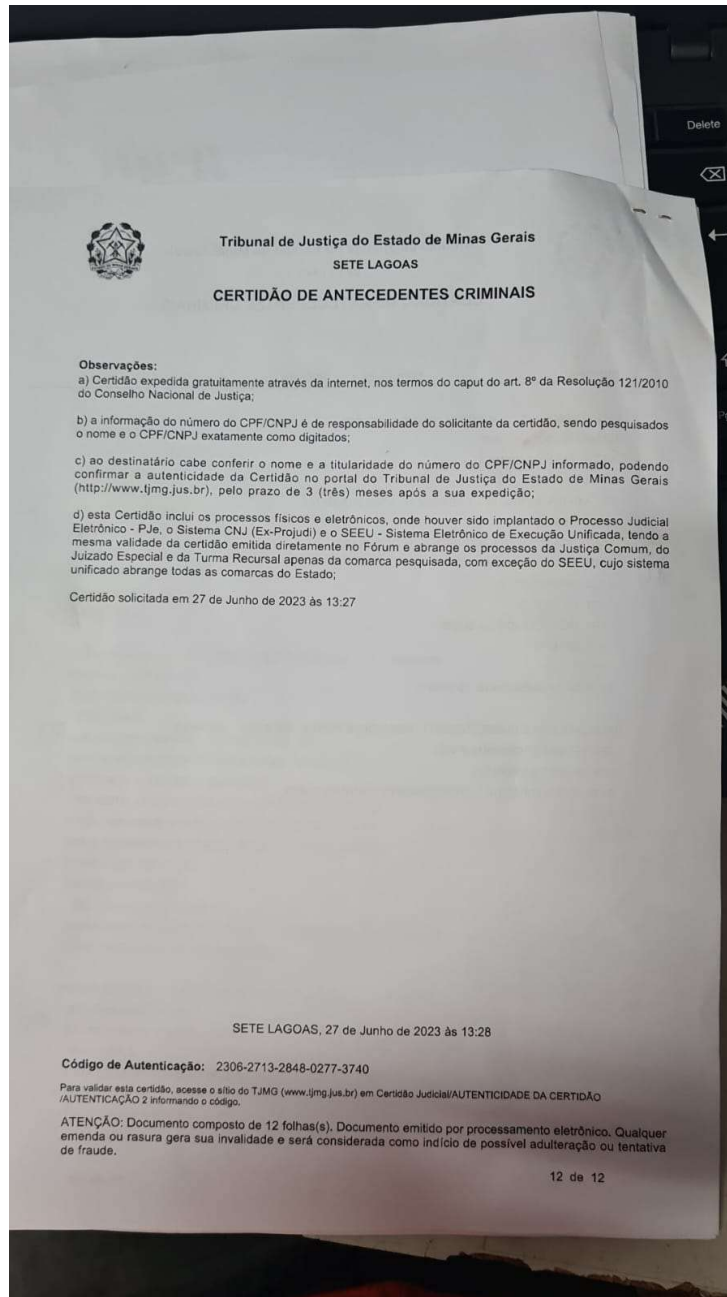 Delete
Tribunal de Justiça do Estado de Minas Gerais
SETE LAGOAS
CERTIDÃO DE ANTECEDENTES CRIMINAIS
Observações:
a) Certidão expedida gratuitamente através da internet, nos termos do caput do art. 8º da Resolução 121/2010
do Conselho Nacional de Justiça;
b) a informação do número do CPF/CNPJ é de responsabilidade do solicitante da certidão, sendo pesquisados
o nome e o CPF/CNPJ exatamente como digitados;
c) ao destinatário cabe conferir o nome e a titularidade do número do CPF/CNPJ informado, podendo
confirmar a autenticidade da Certidão no portal do Tribunal de Justiça do Estado de Minas Gerais
(http://www.tjmg.jus.br), pelo prazo de 3 (três) meses após a sua expedição;
d) esta Certidão inclui os processos físicos e eletrônicos, onde houver sido implantado o Processo Judicial
Eletrônico - PJe, o Sistema CNJ (Ex-Projudi) e o SEEU - Sistema Eletrônico de Execução Unificada, tendo a
mesma validade da certidão emitida diretamente no Fórum e abrange os processos da Justiça Comum, do
Juizado Especial e da Turma Recursal apenas da comarca pesquisada, com exceção do SEEU, cujo sistema
unificado abrange todas as comarcas do Estado;
Certidão solicitada em 27 de Junho de 2023 às 13:27
SETE LAGOAS, 27 de Junho de 2023 às 13:28
Código de Autenticação: 2306-2713-2848-0277-3740
Para validar esta certidão, acesse o sítio do TJMG (www.tjmg.jus.br) em Certidão Judicial/AUTENTICIDADE DA CERTIDÃO
/AUTENTICAÇÃO 2 informando o código.
ATENÇÃO: Documento composto de 12 folhas(s). Documento emitido por processamento eletrônico. Qualquer
emenda ou rasura gera sua invalidade e será considerada como indício de possível adulteração ou tentativa
de fraude.
12 de 12